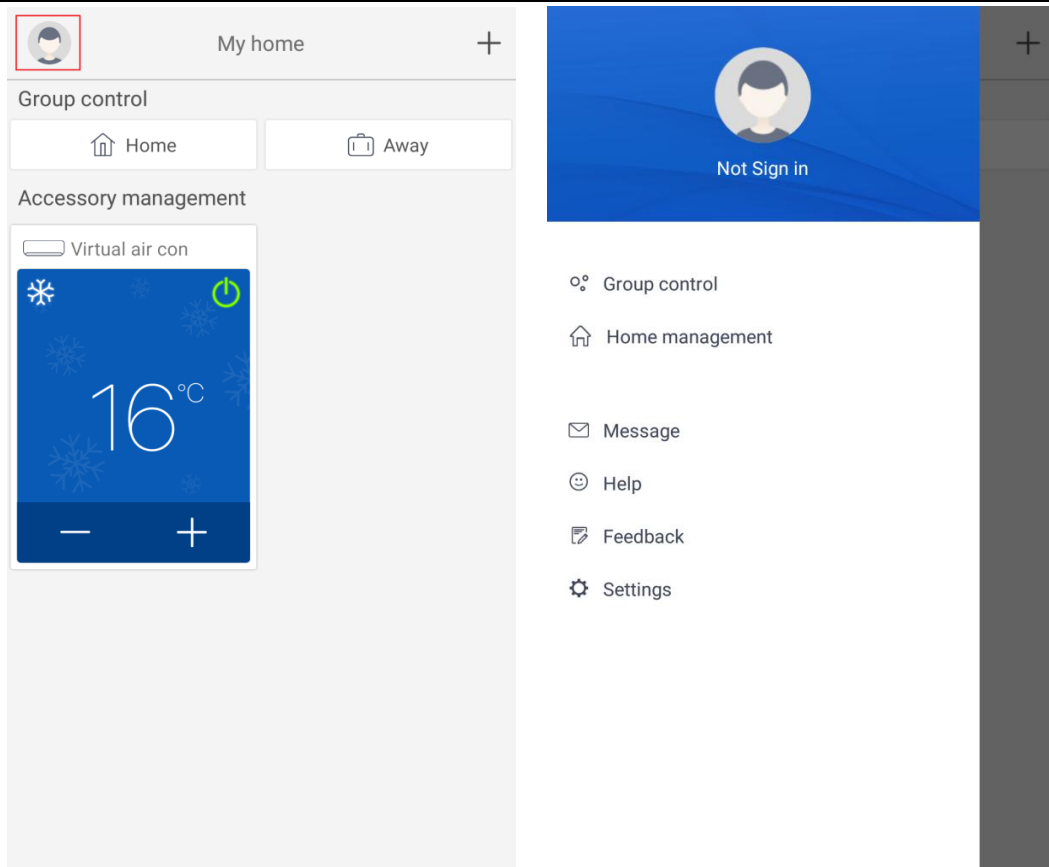 My home
Group control
Home
Away
Accessory management
Virtual air con
16°C
Not Sign in
Group control
Home management
Message
Help
Feedback
Settings